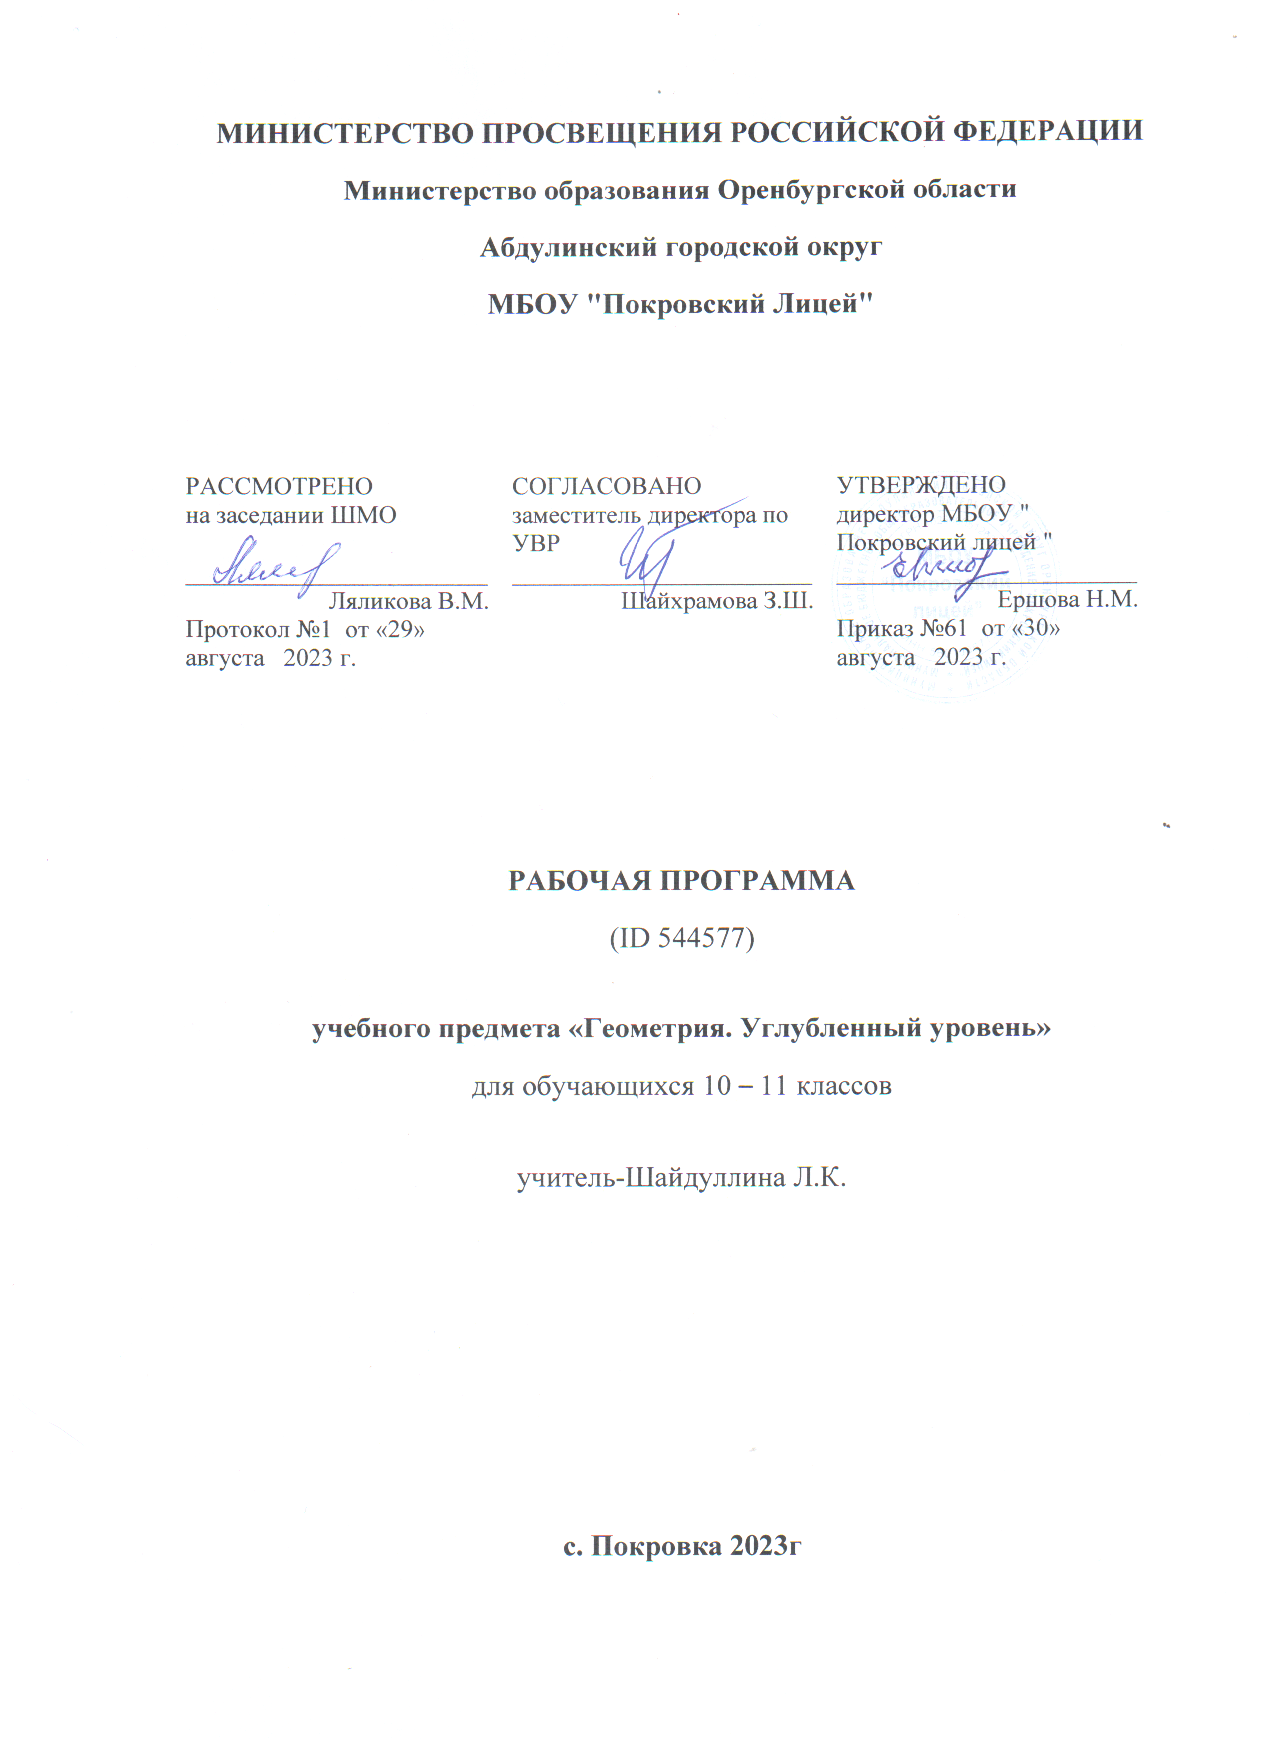 МИНИСТЕРСТВО ПРОСВЕЩЕНИЯ РОССИЙСКОЙ ФЕДЕРАЦИИ
Министерство образования Оренбургской области
Абдулинский городской округ
МБОУ "Покровский Лицей"
РАССМОТРЕНО
на заседании ШМО
Ляликова В.М.
Протокол №1 от «29»
августа 2023 г.
СОГЛАСОВАНО
заместитель директора по
УВР
Шайхрамова З.Ш.
УТВЕРЖДЕНО
директор МБОУ "
Покровский лицей "
Ершова Н.М.
Приказ №61 от «30»
августа 2023 г.
РАБОЧАЯ ПРОГРАММА
(ID 544577)
учебного предмета «Геометрия. Углубленный уровень»
для обучающихся 10 – 11 классов
учитель-Шайдуллина Л.К.
с. Покровка 2023г